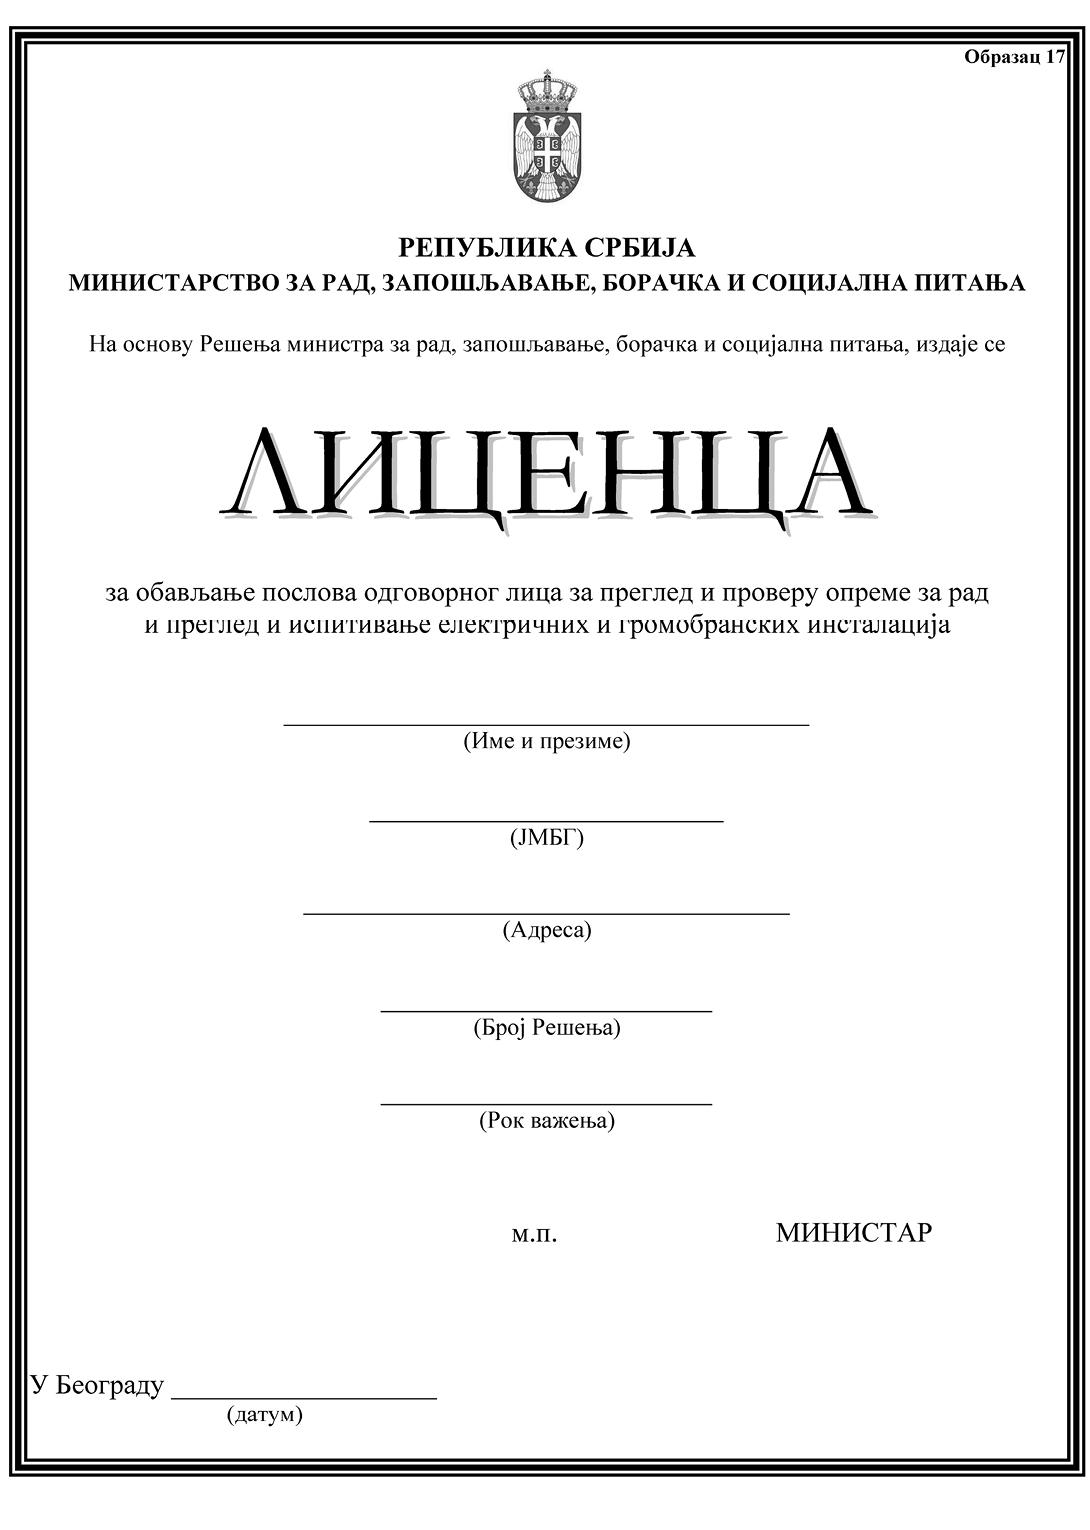 Образац 17
РЕПУБЛИКА СРБИЈА
МИНИСТАРСТВО ЗА РАД, ЗАПОШЉАВАЊЕ, БОРАЧКА И СОЦИЈАЛНА ПИТАЊА
На основу Решења министра за рад, запошљавање, борачка и социјална питања, издаје се
ЛИЦЕНЦА
за обављање послова одговорног лица за преглед и проверу опреме за рад
и преглед и испитивање електричних и громобранских инсталација
(Име и презиме)
(ЈМБГ)
(Адреса)
(Број Решења)
(Рок важења)
м.п. МИНИСТАР
У Београду
(датум)